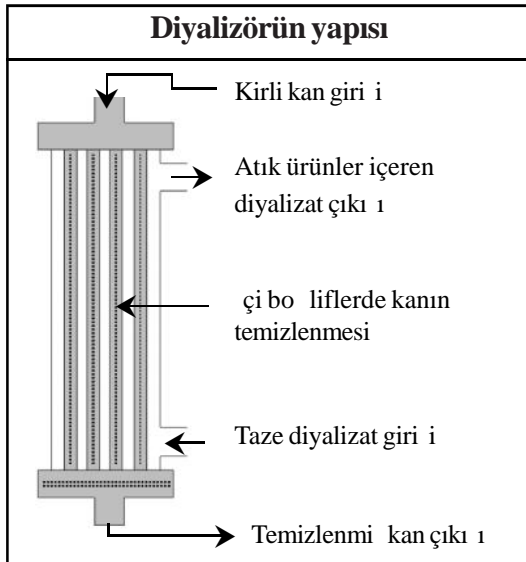 Diyalizörün yapısı
Kirli kan giri i
Atık ürünler içeren
diyalizat çıkı ı
çi bo liflerde kanın
temizlenmesi
Taze diyalizat giri i
Temizlenmi kan çıkı ı